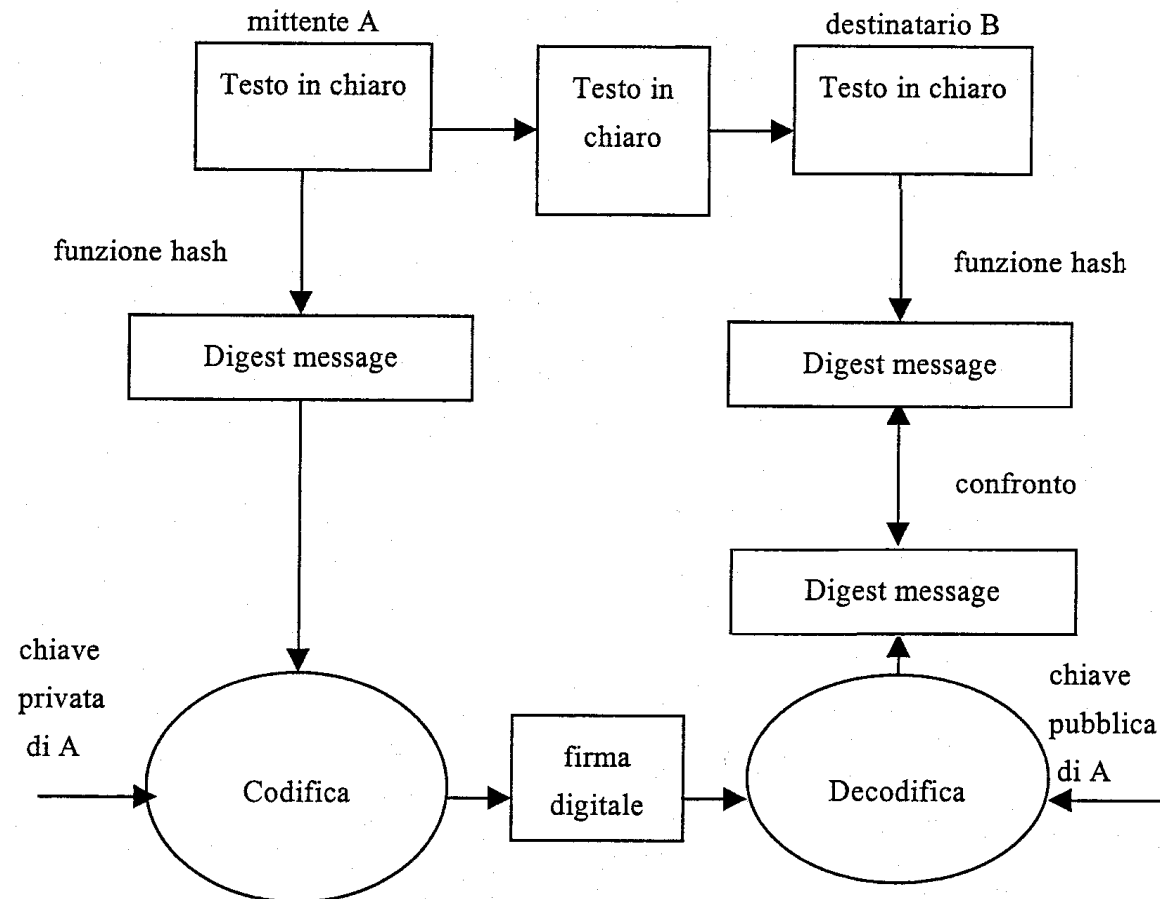 mittente A
destinatario B
Testo in chiaro
Testo in
chiaro
Testo in chiaro
funzione hash
funzione hash
Digest message
Digest message
confronto
Digest message
chiave
privata
di A
Codifica
firma
digitale
Decodifica
chiave
pubblica
di A